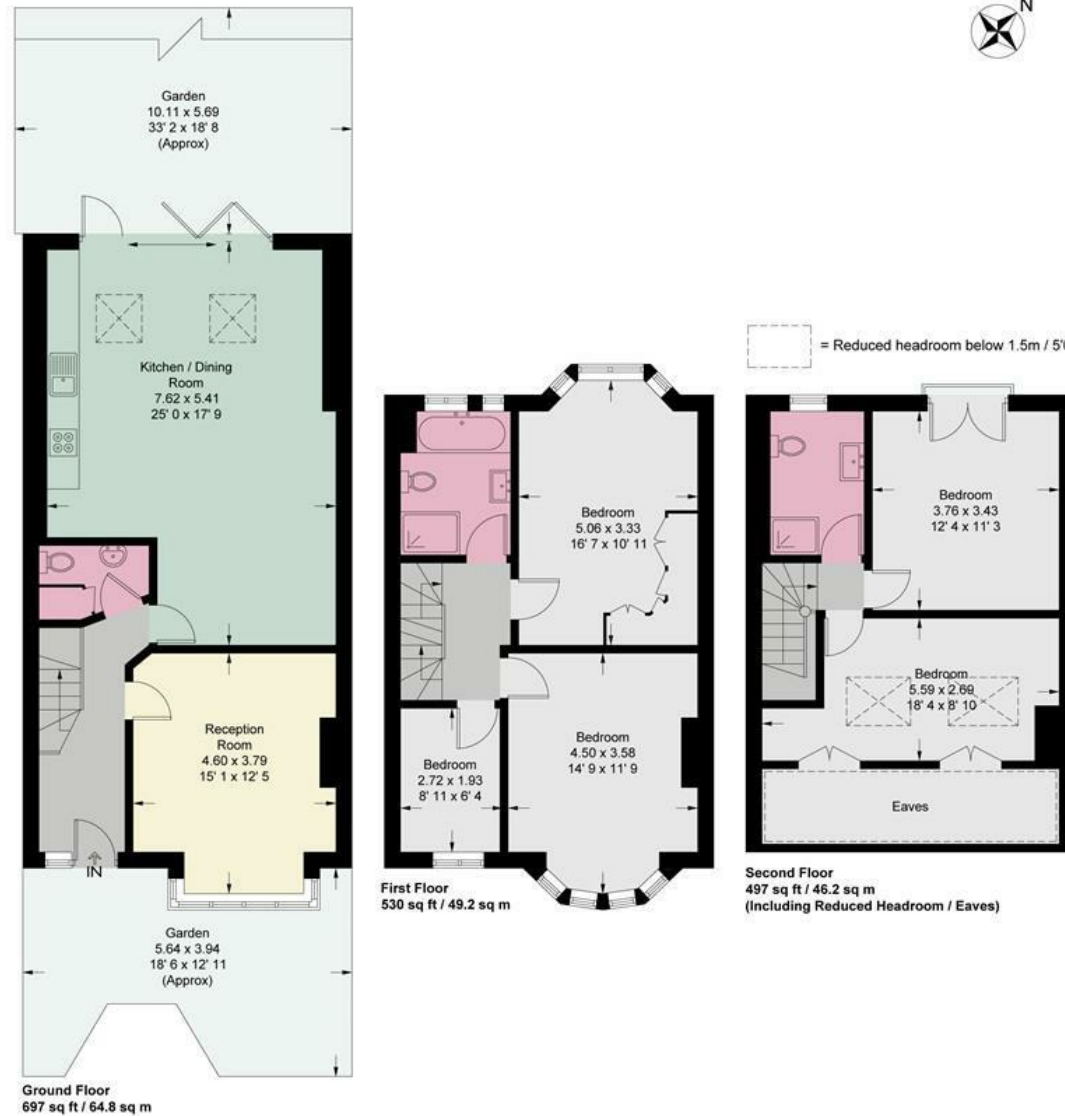 N
Garden
10.11 x 5.69
33' 2 x 18' 8
(Approx)
Kitchen / Dining
Room
7.62 x 5.41
25' 0 x 17' 9
Reception
Room
4.60 x 3.79
15' 1 x 12' 5
IN
Garden
5.64 x 3.94
18' 6 x 12' 11
(Approx)
Ground Floor
697 sq ft / 64.8 sq m
Bedroom
5.06 x 3.33
16' 7 x 10' 11
Bedroom
4.50 x 3.58
14' 9 x 11' 9
Bedroom
2.72 x 1.93
8' 11 x 6' 4
First Floor
530 sq ft / 49.2 sq m
= Reduced headroom below 1.5m / 5'
Bedroom
3.76 x 3.43
12' 4 x 11' 3
Bedroom
5.59 x 2.69
18' 4 x 8' 10
Eaves
Second Floor
497 sq ft / 46.2 sq m
(Including Reduced Headroom / Eaves)